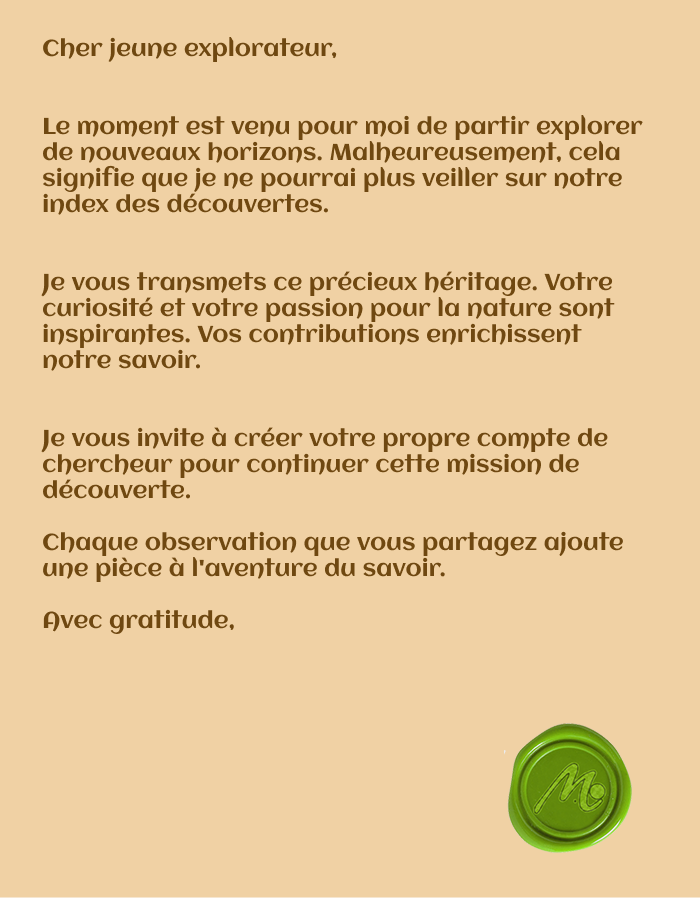 Cher jeune explorateur,
Le moment est venu pour moi de partir explorer
de nouveaux horizons. Malheureusement, cela
signifie que je ne pourrai plus veiller sur notre
index des découvertes.
Je vous transmets ce précieux héritage. Votre
curiosité et votre passion pour la nature sont
inspirantes. Vos contributions enrichissent
notre savoir.
Je vous invite à créer votre propre compte de
chercheur pour continuer cette mission de
découverte.
Chaque observation que vous partagez ajoute
une pièce à l'aventure du savoir.
Avec gratitude,
M